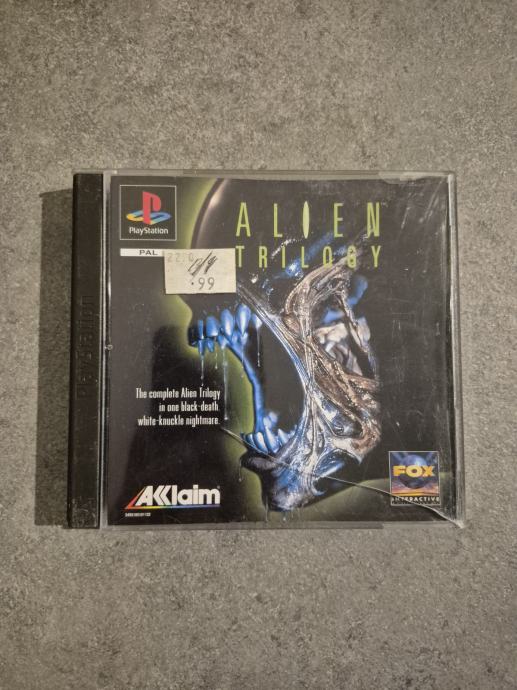 PlayStation
PAL
ALIEN
TRILOGY
.99
The complete Alien Trilogy
in one black-death,
white-knuckle nightmare.
AKKlaim
FOX
INTERACTIVE
PlayStation